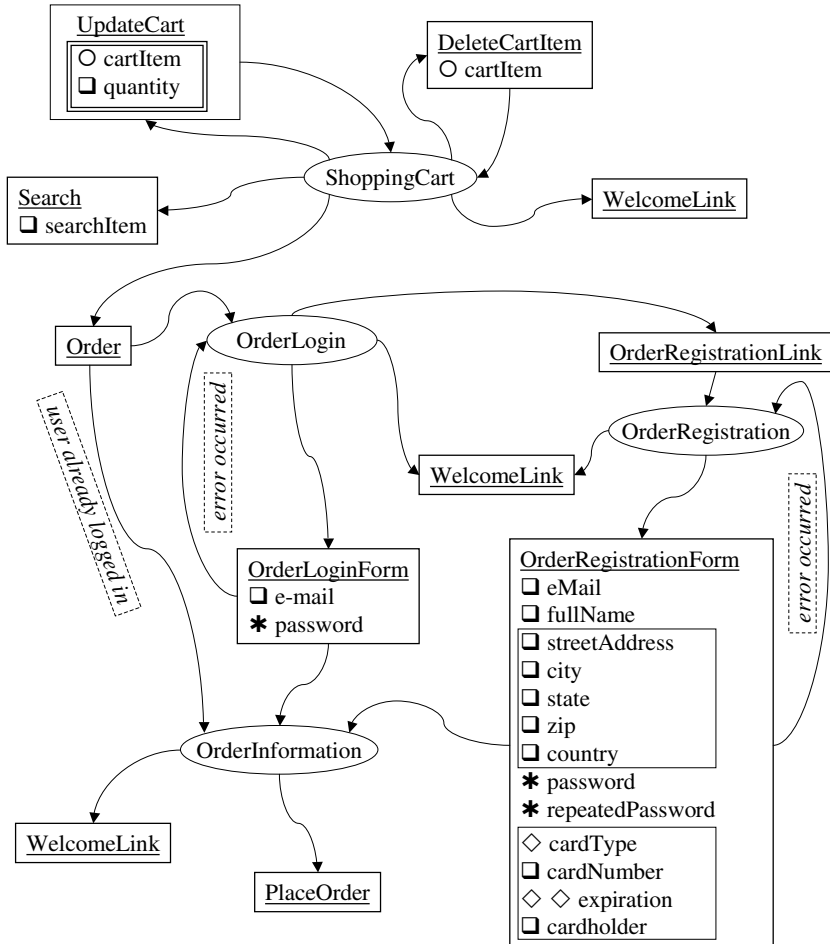 UpdateCart
cartItem
quantity
DeleteCartItem
cartItem
ShoppingCart
Search
searchItem
WelcomeLink
Order
OrderLogin
OrderRegistrationLink
user already logged in
error occurred
OrderRegistration
WelcomeLink
error occurred
OrderLoginForm
e-mail
password
OrderRegistrationForm
eMail
fullName
streetAddress
city
state
zip
country
password
repeatedPassword
cardType
cardNumber
expiration
cardholder
OrderInformation
WelcomeLink
PlaceOrder